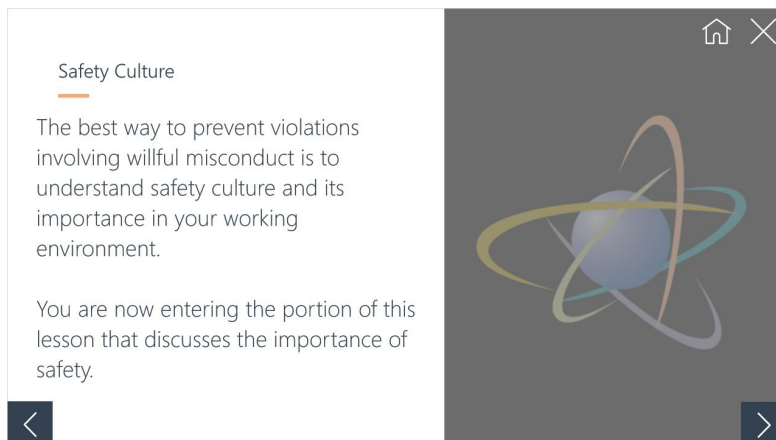 Safety Culture
The best way to prevent violations
involving willful misconduct is to
understand safety culture and its
importance in your working
environment.
You are now entering the portion of this
lesson that discusses the importance of
safety.